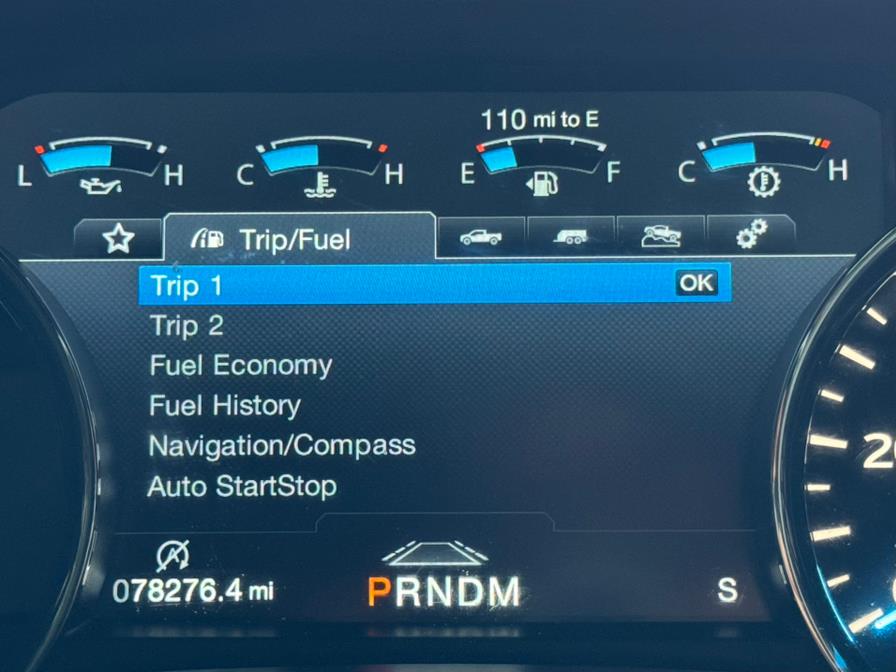 110 mi to E
L H C H E F C H
Trip/Fuel
Trip 1 OK
Trip 2
Fuel Economy
Fuel History
Navigation/Compass
Auto StartStop
A
078276.4 mi PRNDM S